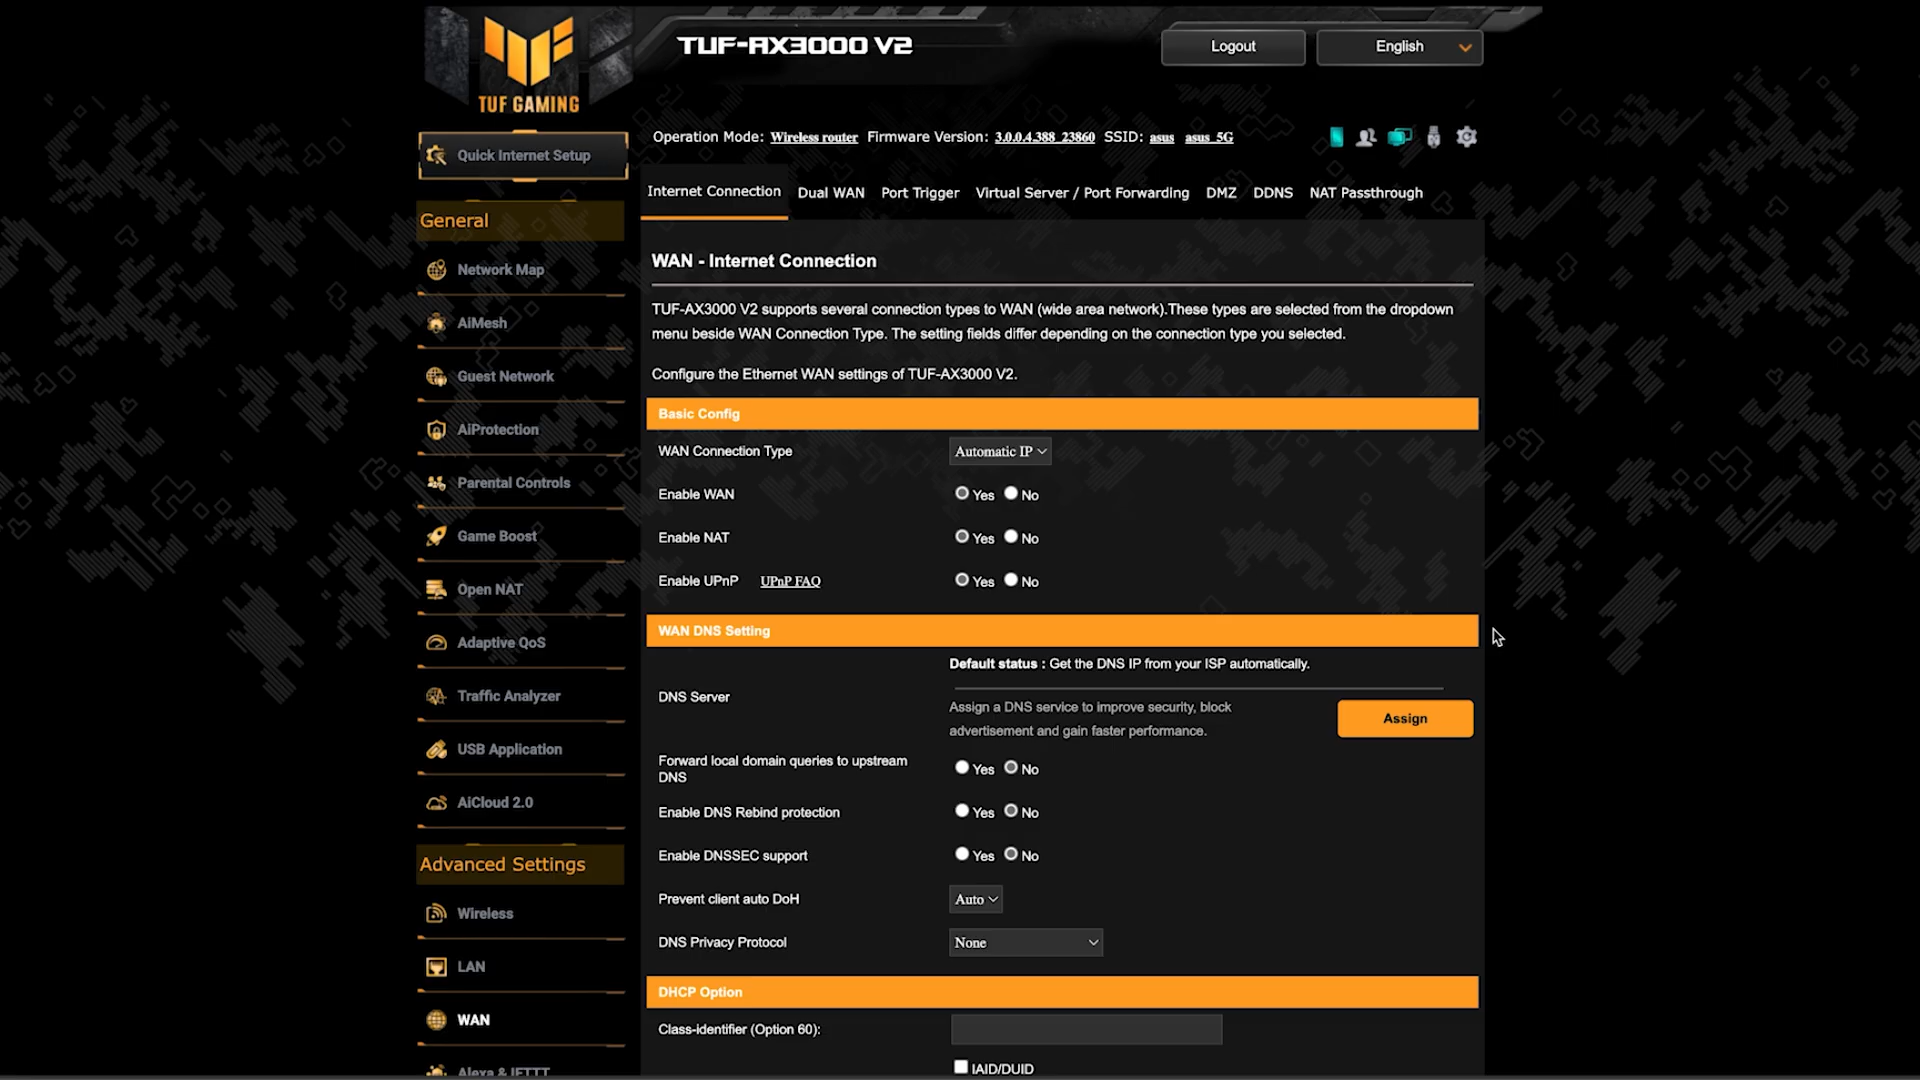 TUF GAMING
TUF-AX3000 V2
Logout
English
Quick Internet Setup
Operation Mode: Wireless router Firmware Version: 3.0.0.4.388_23860 SSID: asus asus_5G
Internet Connection Dual WAN Port Trigger Virtual Server / Port Forwarding DMZ DDNS NAT Passthrough
General
Network Map
AiMesh
Guest Network
AiProtection
Parental Controls
Game Boost
Open NAT
Adaptive QoS
Traffic Analyzer
USB Application
AiCloud 2.0
Advanced Settings
Wireless
LAN
WAN
Alexa & IFTTT
WAN - Internet Connection
TUF-AX3000 V2 supports several connection types to WAN (wide area network).These types are selected from the dropdown
menu beside WAN Connection Type. The setting fields differ depending on the connection type you selected.
Configure the Ethernet WAN settings of TUF-AX3000 V2.
Basic Config
WAN Connection Type Automatic IP
Enable WAN Yes No
Enable NAT Yes No
Enable UPnP UPnP FAQ Yes No
WAN DNS Setting
Default status : Get the DNS IP from your ISP automatically.
DNS Server
Assign a DNS service to improve security, block
advertisement and gain faster performance.
Assign
Forward local domain queries to upstream
DNS
Yes No
Enable DNS Rebind protection Yes No
Enable DNSSEC support Yes No
Prevent client auto DoH Auto
DNS Privacy Protocol None
DHCP Option
Class-identifier (Option 60):
IAID/DUID